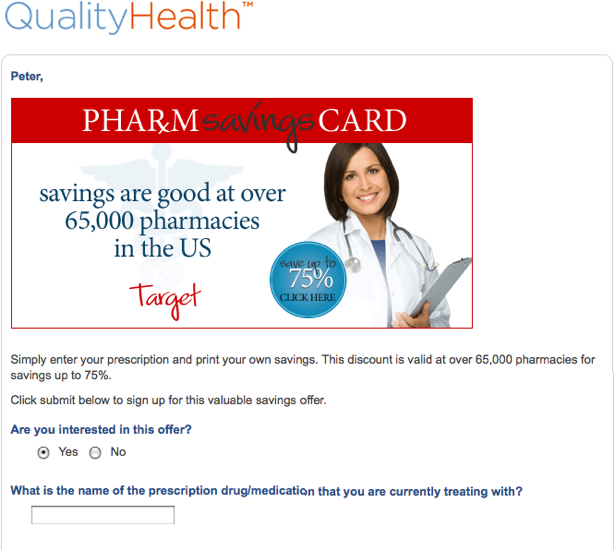 QualityHealth™
Peter,
PHARM savings CARD
savings are good at over
65,000 pharmacies
in the US
Target
save up to
75%
CLICK HERE
Simply enter your prescription and print your own savings. This discount is valid at over 65,000 pharmacies for
savings up to 75%.
Click submit below to sign up for this valuable savings offer.
Are you interested in this offer?
Yes No
What is the name of the prescription drug/medication that you are currently treating with?